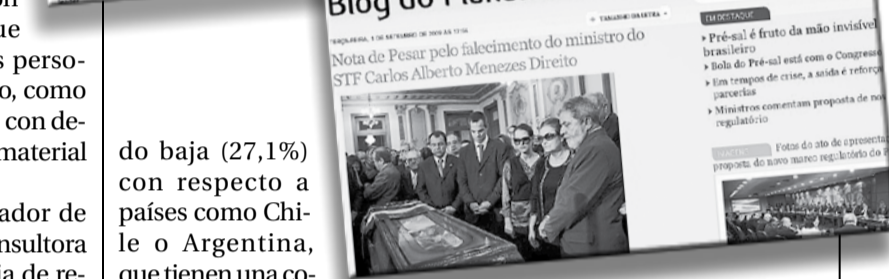 ue
s perso-
o, como
con de-
material
ador de
nsultora
ia de re-
do baja (27,1%)
con respecto a
países como Chi-
le o Argentina,
que tienen una co-
Blog do
TAMANHO DA LETRA
Nota de Pesar pelo falecimento do ministro do
STF Carlos Alberto Menezes Direito
EM DESTAQUE
Pré-sal é fruto da mão invisível
brasileiro
Bola do Pré-sal está com o Congresso
Em tempos de crise, a saída é reforç
parcerias
Ministros comentam proposta de nov
regulatório
Fotos do ato de apresenta
proposta do novo marco regulatório do